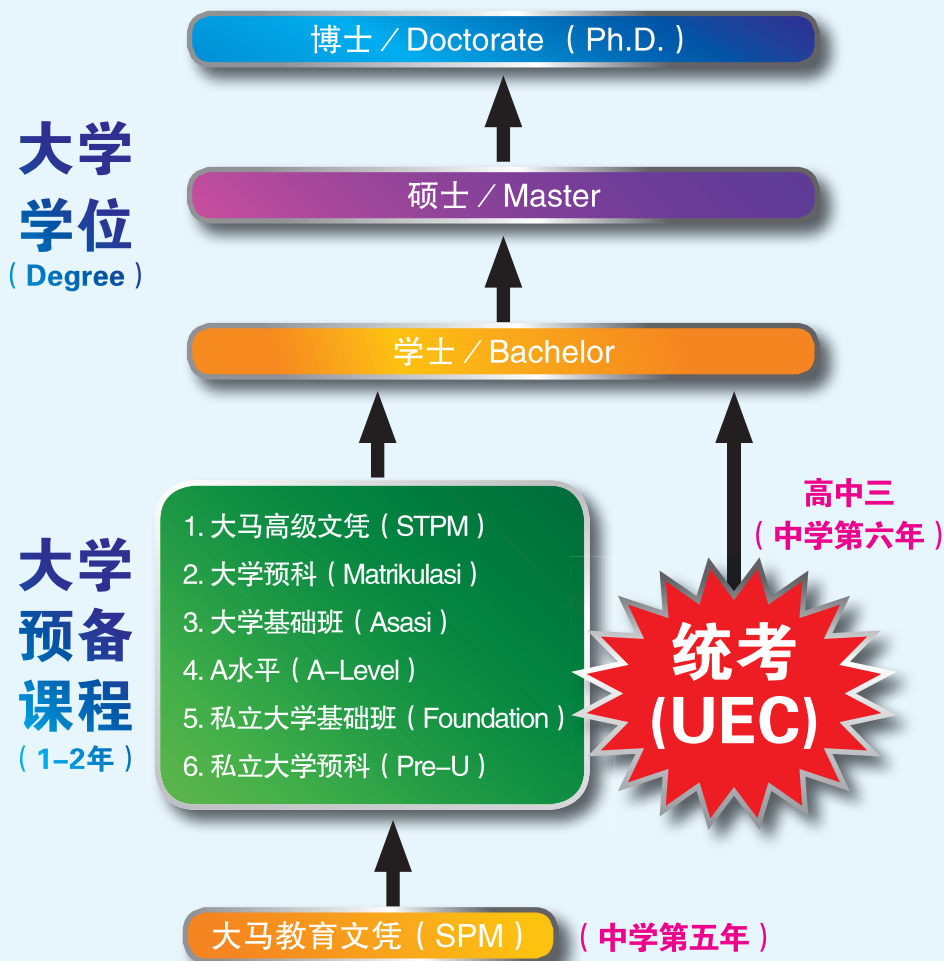 博士／Doctorate （Ph.D.）
大学
学位
（Degree）
硕士／Master
学士／Bachelor
高中三
（中学第六年）
大学
预备
课程
（1–2年）
1. 大马高级文凭（STPM）
2. 大学预科（Matrikulasi）
3. 大学基础班（Asasi）
4. A水平（A–Level）
5. 私立大学基础班（Foundation）
6. 私立大学预科（Pre–U）
统考
(UEC)
大马教育文凭（SPM）
（中学第五年）